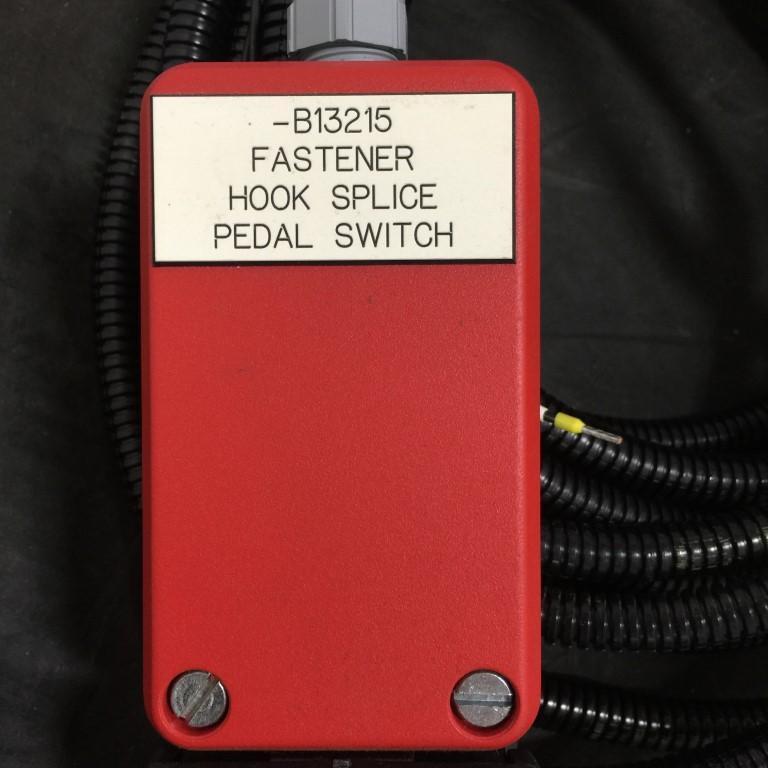 -B13215
FASTENER
HOOK SPLICE
PEDAL SWITCH